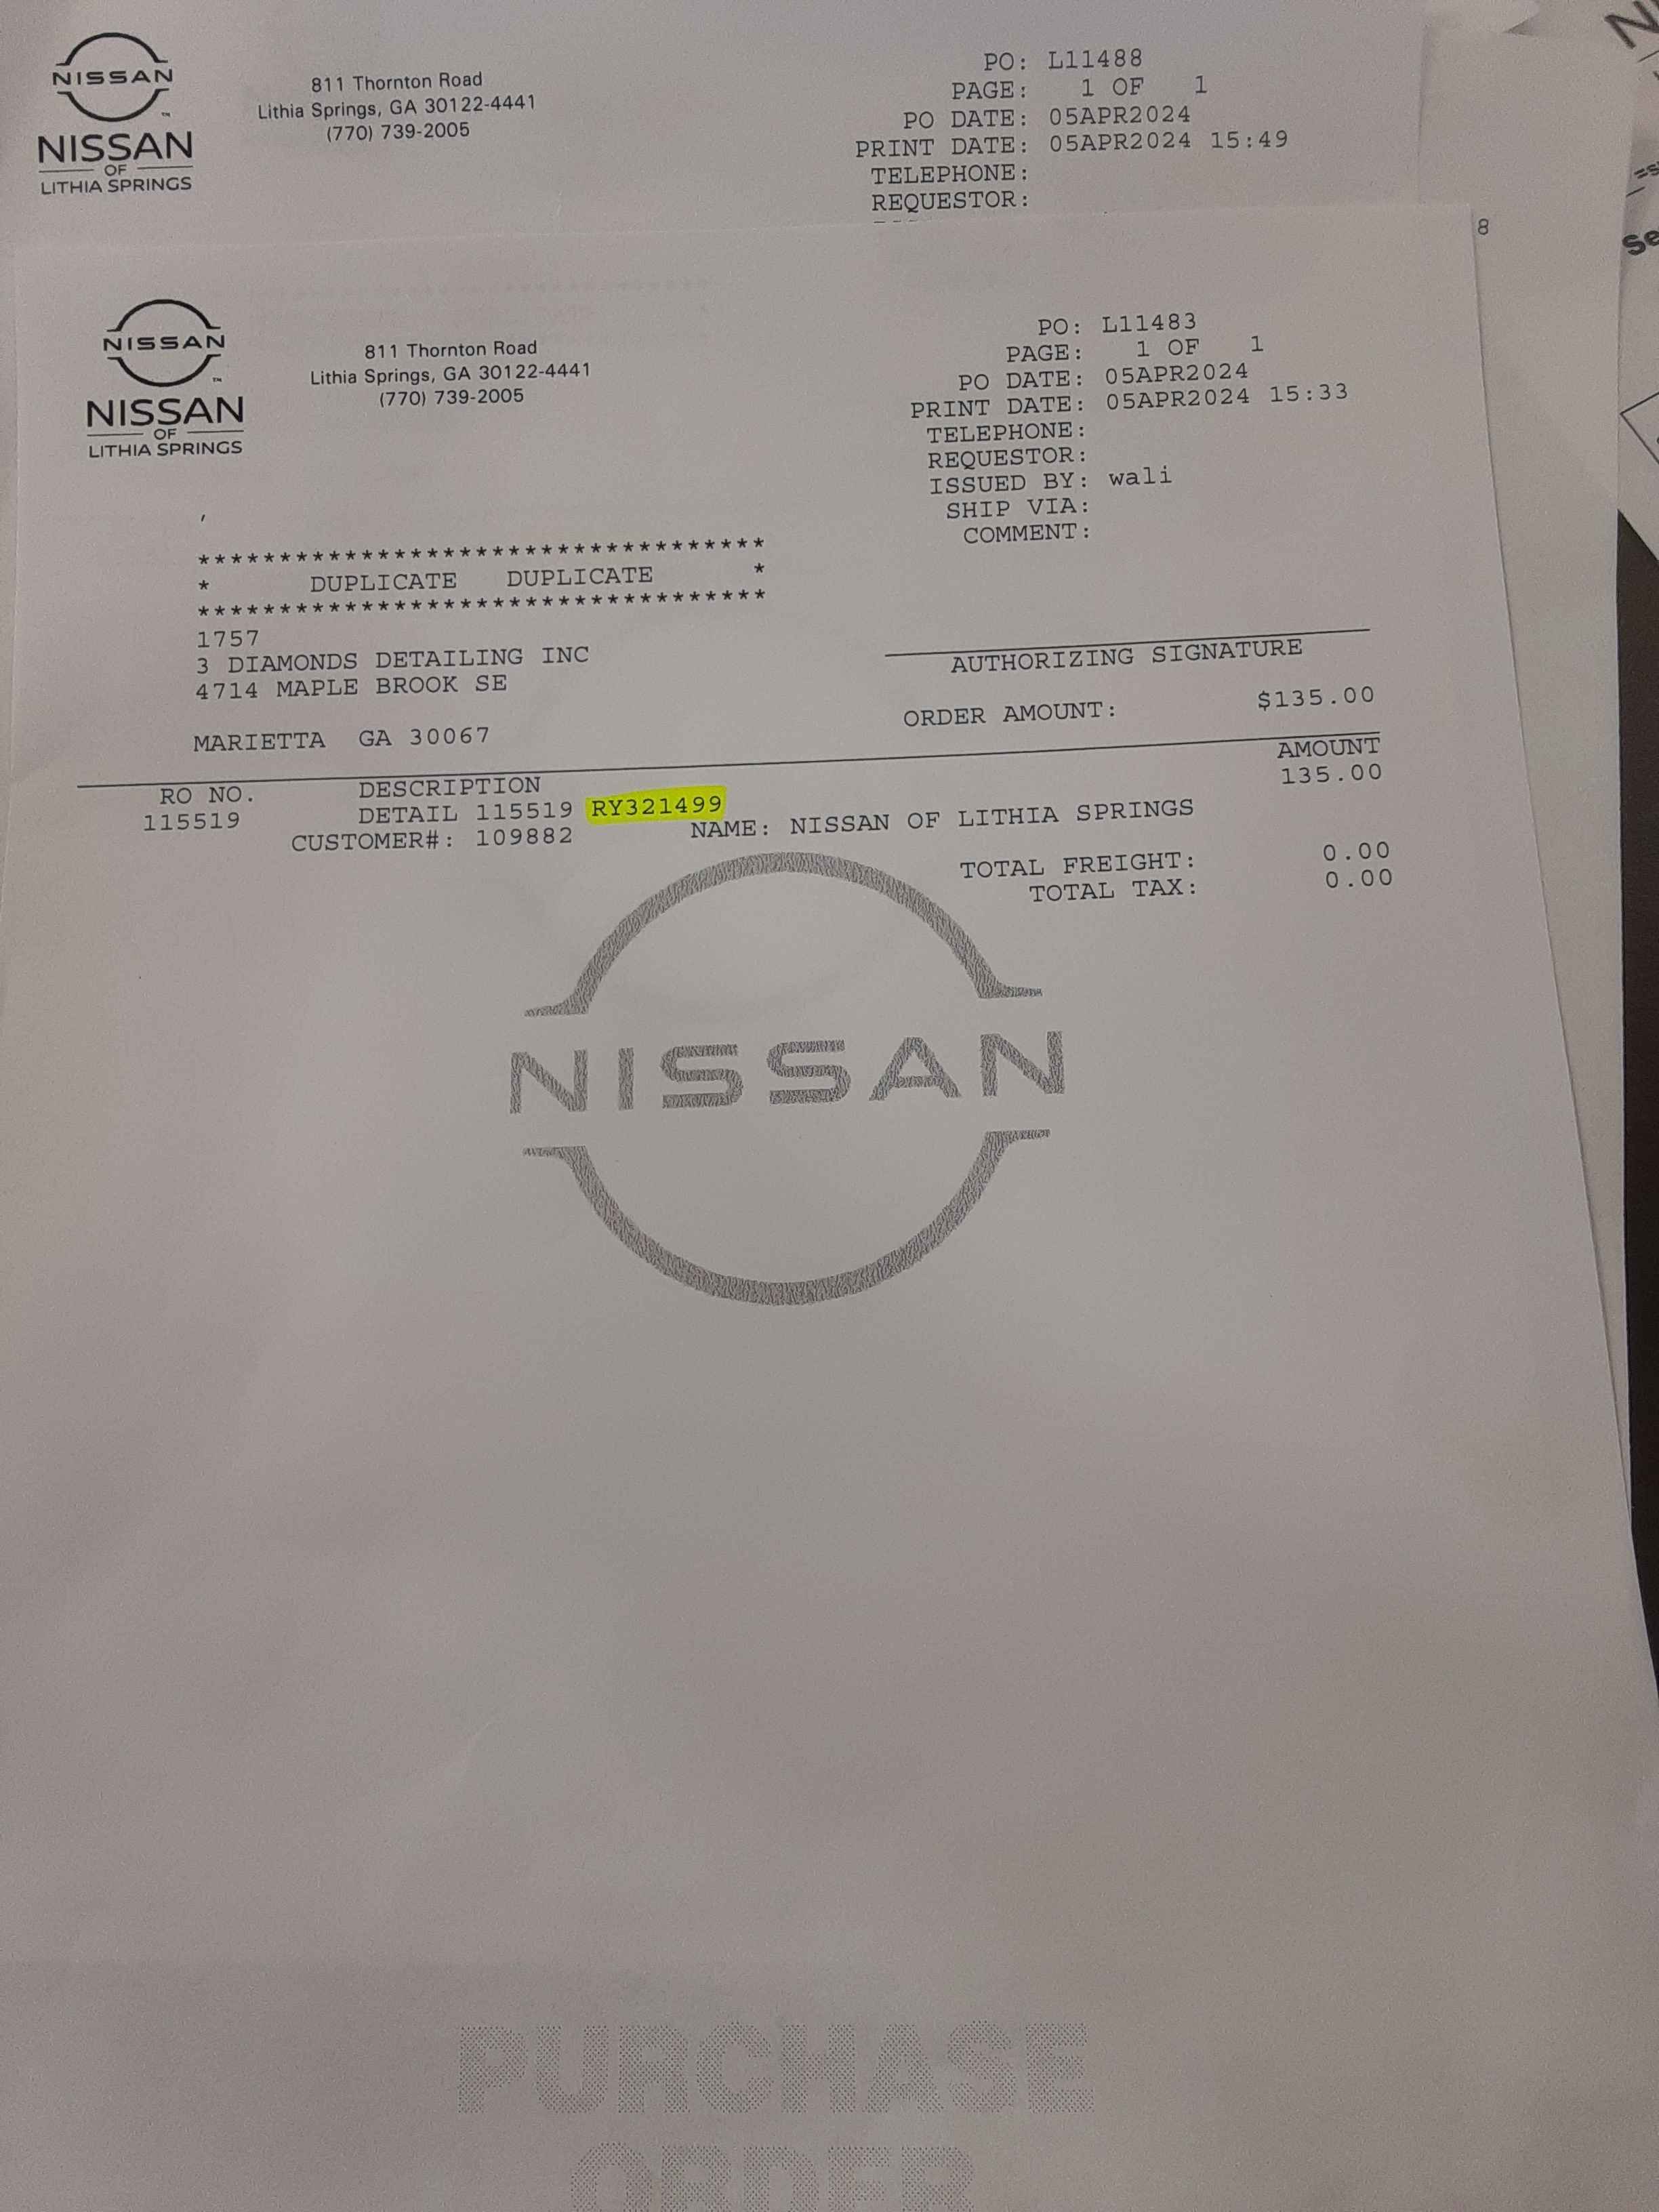 NISSAN
NISSAN
OF
LITHIA SPRINGS
811 Thornton Road
Lithia Springs, GA 30122-4441
(770) 739-2005
PO: L11488
PAGE: 1 OF 1
PO DATE: 05APR2024
PRINT DATE: 05APR2024 15:49
TELEPHONE:
REQUESTOR:
8
Se
NISSAN
NISSAN
OF
LITHIA SPRINGS
811 Thornton Road
Lithia Springs, GA 30122-4441
(770) 739-2005
PO: L11483
PAGE: 1 OF 1
PO DATE: 05APR2024
PRINT DATE: 05APR2024 15:33
TELEPHONE:
REQUESTOR:
ISSUED BY: wali
SHIP VIA:
COMMENT:
,
***********************************
* DUPLICATE DUPLICATE *
***********************************
1757
3 DIAMONDS DETAILING INC
4714 MAPLE BROOK SE
MARIETTA GA 30067
AUTHORIZING SIGNATURE
ORDER AMOUNT: $135.00
RO NO. DESCRIPTION AMOUNT
115519 DETAIL 115519 RY321499 135.00
CUSTOMER#: 109882 NAME: NISSAN OF LITHIA SPRINGS
TOTAL FREIGHT: 0.00
TOTAL TAX: 0.00
NISSAN
PURCHASE
ORDER